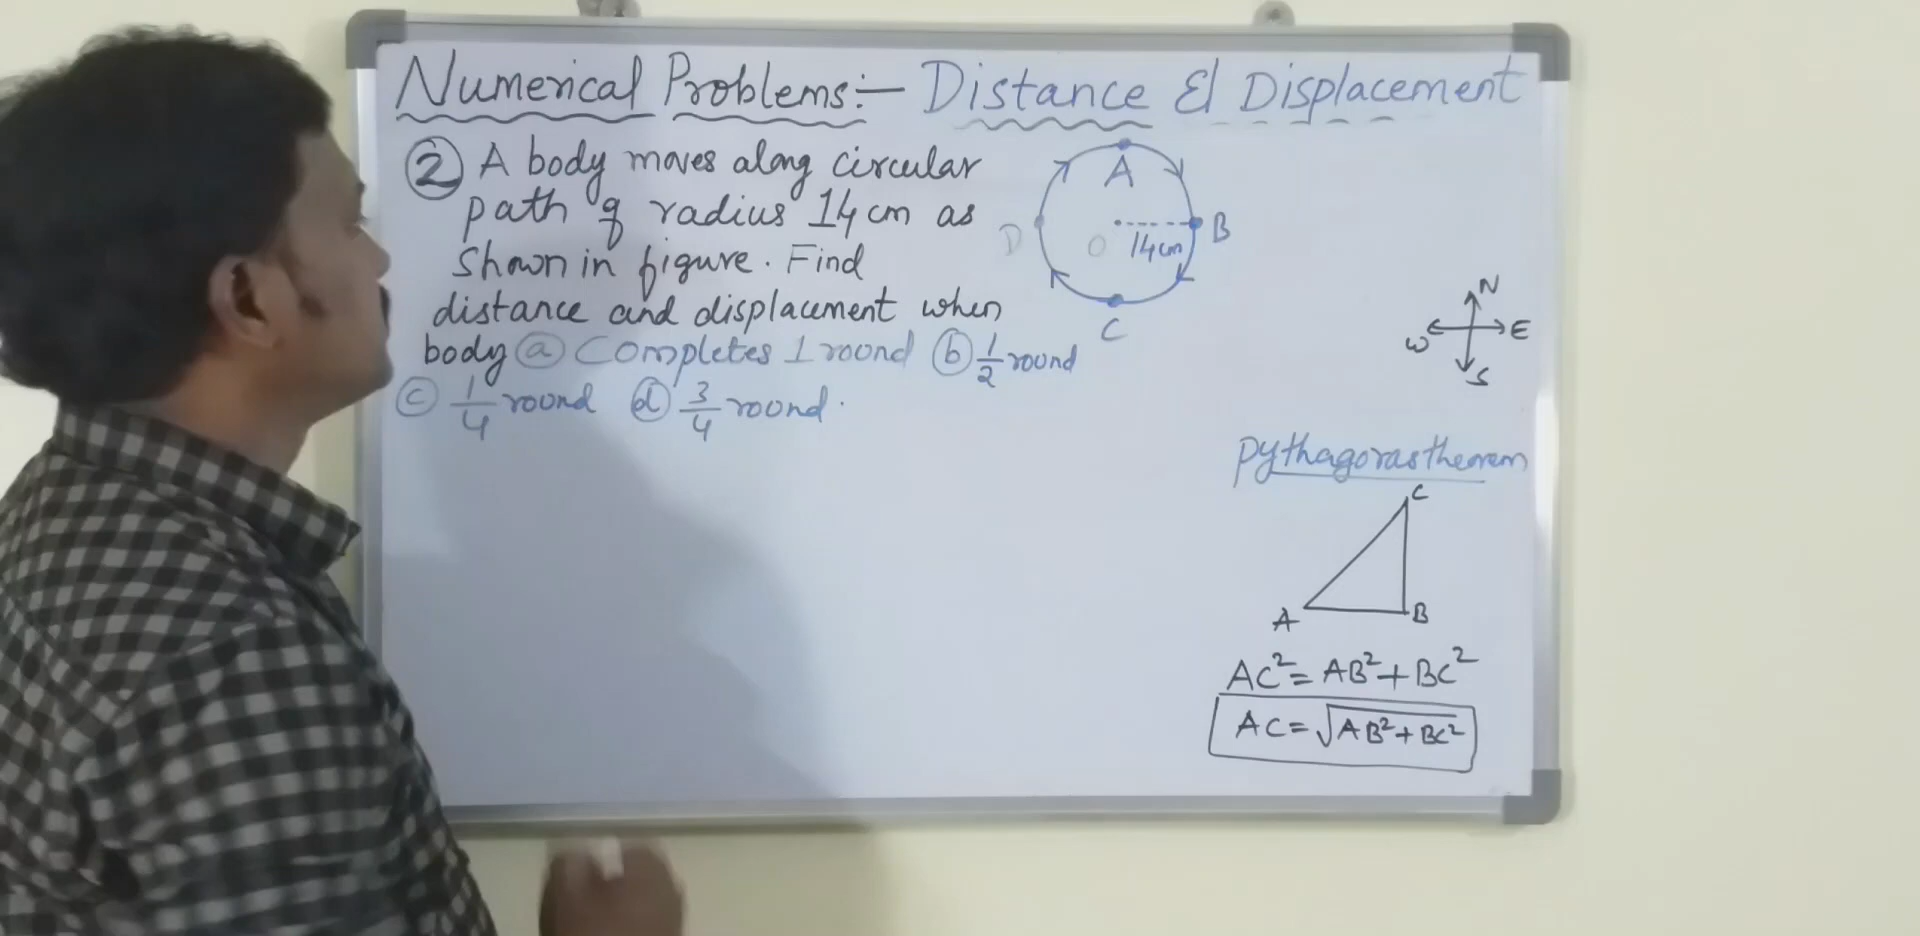 Numerical Problems:- Distance & Displacement
② A body moves along circular
path of radius 14 cm as
shown in figure. Find
distance and displacement when
body ⓐ Completes 1 round ⓑ 1/2 round
ⓒ 1/4 round ⓓ 3/4 round.
A
D
O
14cm
B
C
N
W
E
S
Pythagoras theorem
C
A
B
AC² = AB² + BC²
AC = √AB² + BC²